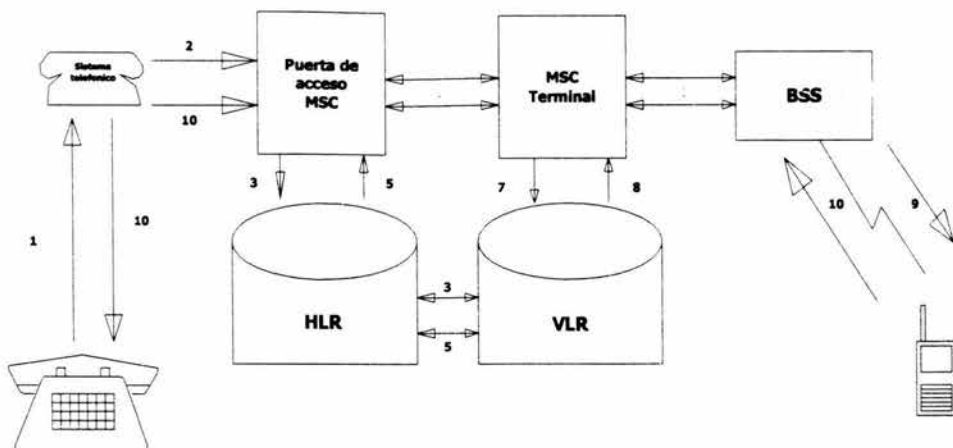 2
Sistema
telefonico
Puerta de
acceso
MSC
MSC
Terminal
BSS
10
3
5
7
8
10
9
1
10
3
HLR
VLR
5